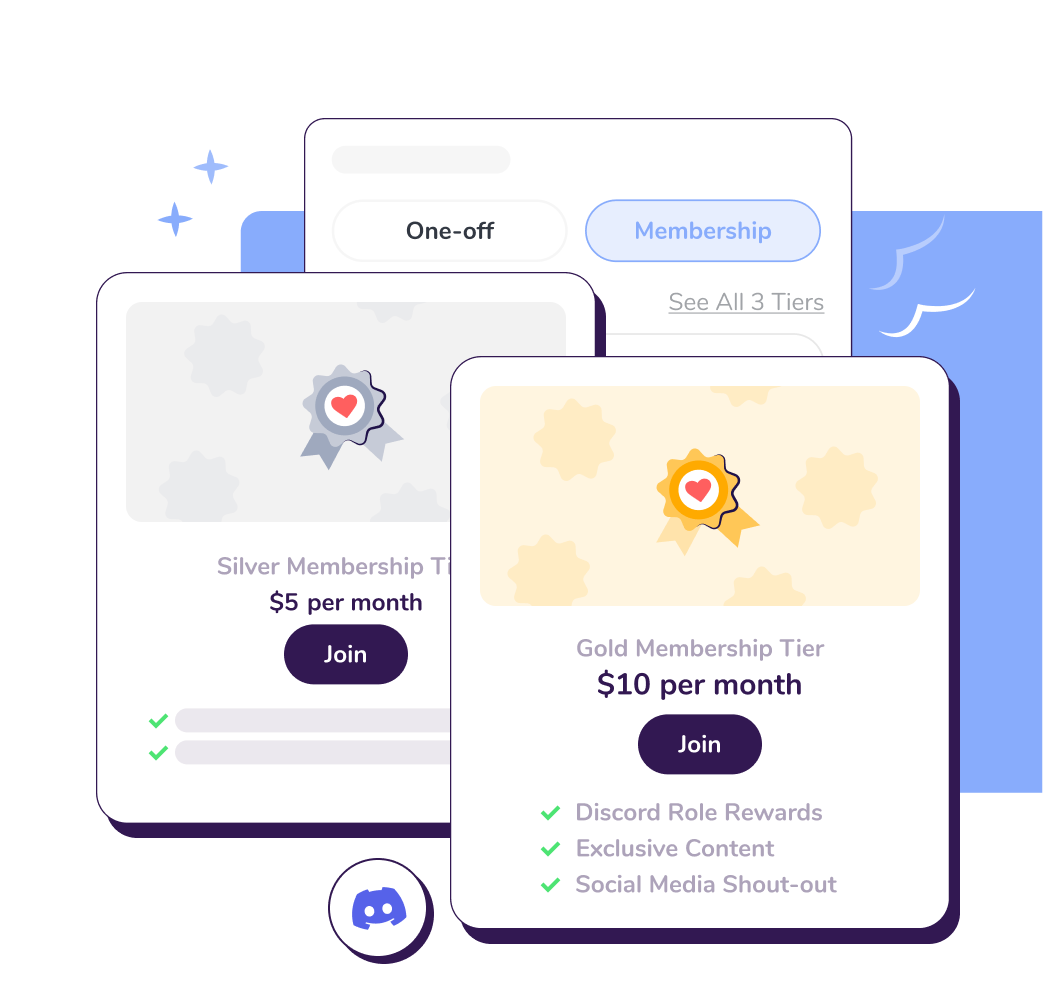 One-off
Membership
See All 3 Tiers
Silver Membership Ti
$5 per month
Join
Gold Membership Tier
$10 per month
Join
Discord Role Rewards
Exclusive Content
Social Media Shout-out